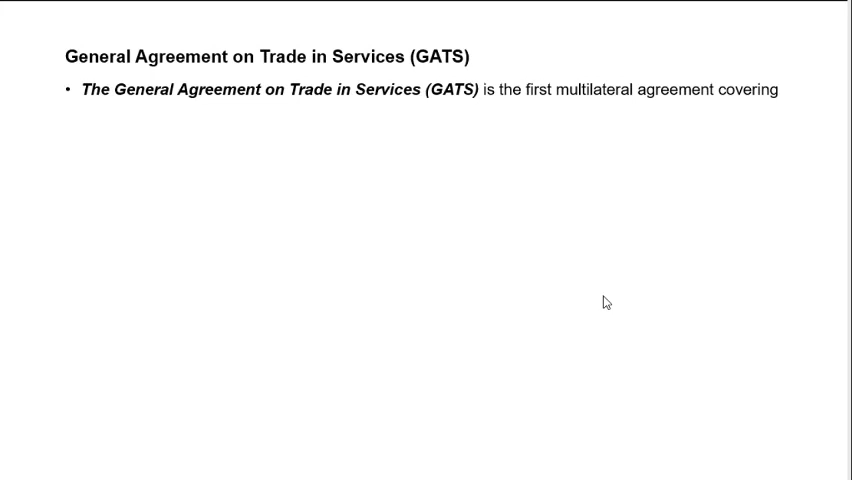 General Agreement on Trade in Services (GATS)
• The General Agreement on Trade in Services (GATS) is the first multilateral agreement covering